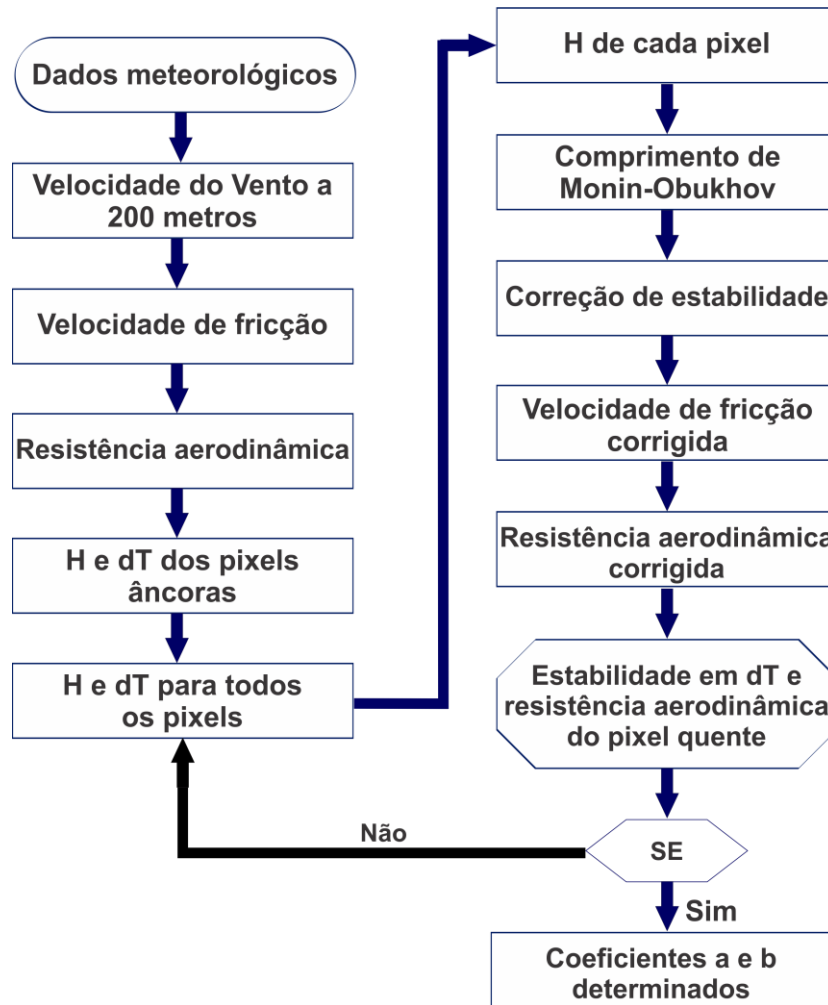 Dados meteorológicos
Velocidade do Vento a
200 metros
Velocidade de fricção
Resistência aerodinâmica
H e dT dos pixels
âncoras
H e dT para todos
os pixels
H de cada pixel
Comprimento de
Monin-Obukhov
Correção de estabilidade
Velocidade de fricção
corrigida
Resistência aerodinâmica
corrigida
Estabilidade em dT e
resistência aerodinâmica
do pixel quente
Não
SE
Sim
Coeficientes a e b
determinados